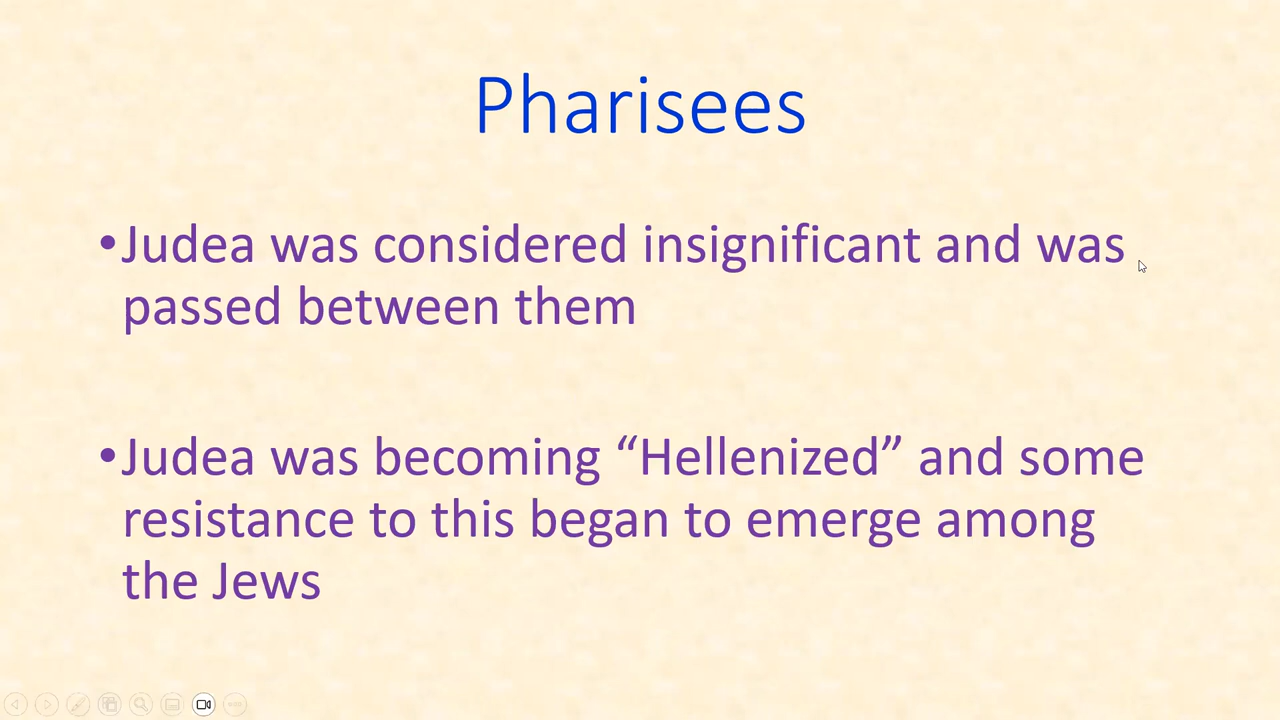 Pharisees
•Judea was considered insignificant and was
passed between them
•Judea was becoming “Hellenized” and some
resistance to this began to emerge among
the Jews